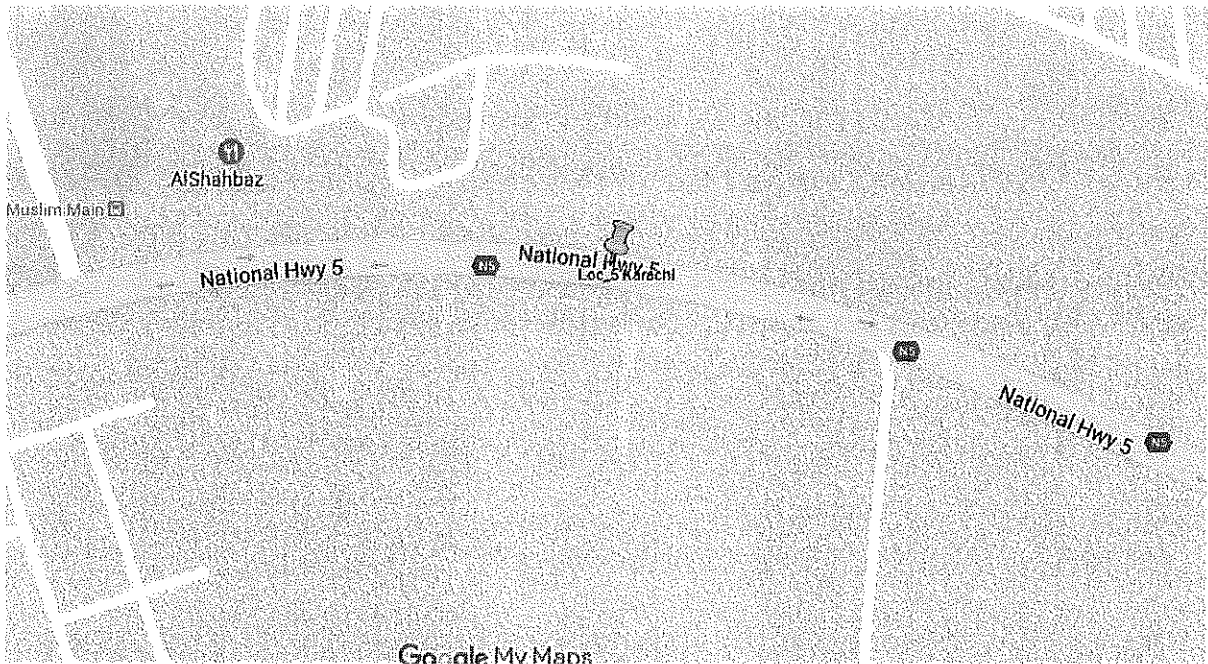 AlShahbaz
Muslim Main
National Hwy 5
N5
National Hwy 5
Loc_5 Karachi
N5
National Hwy 5
N5
Google My Maps